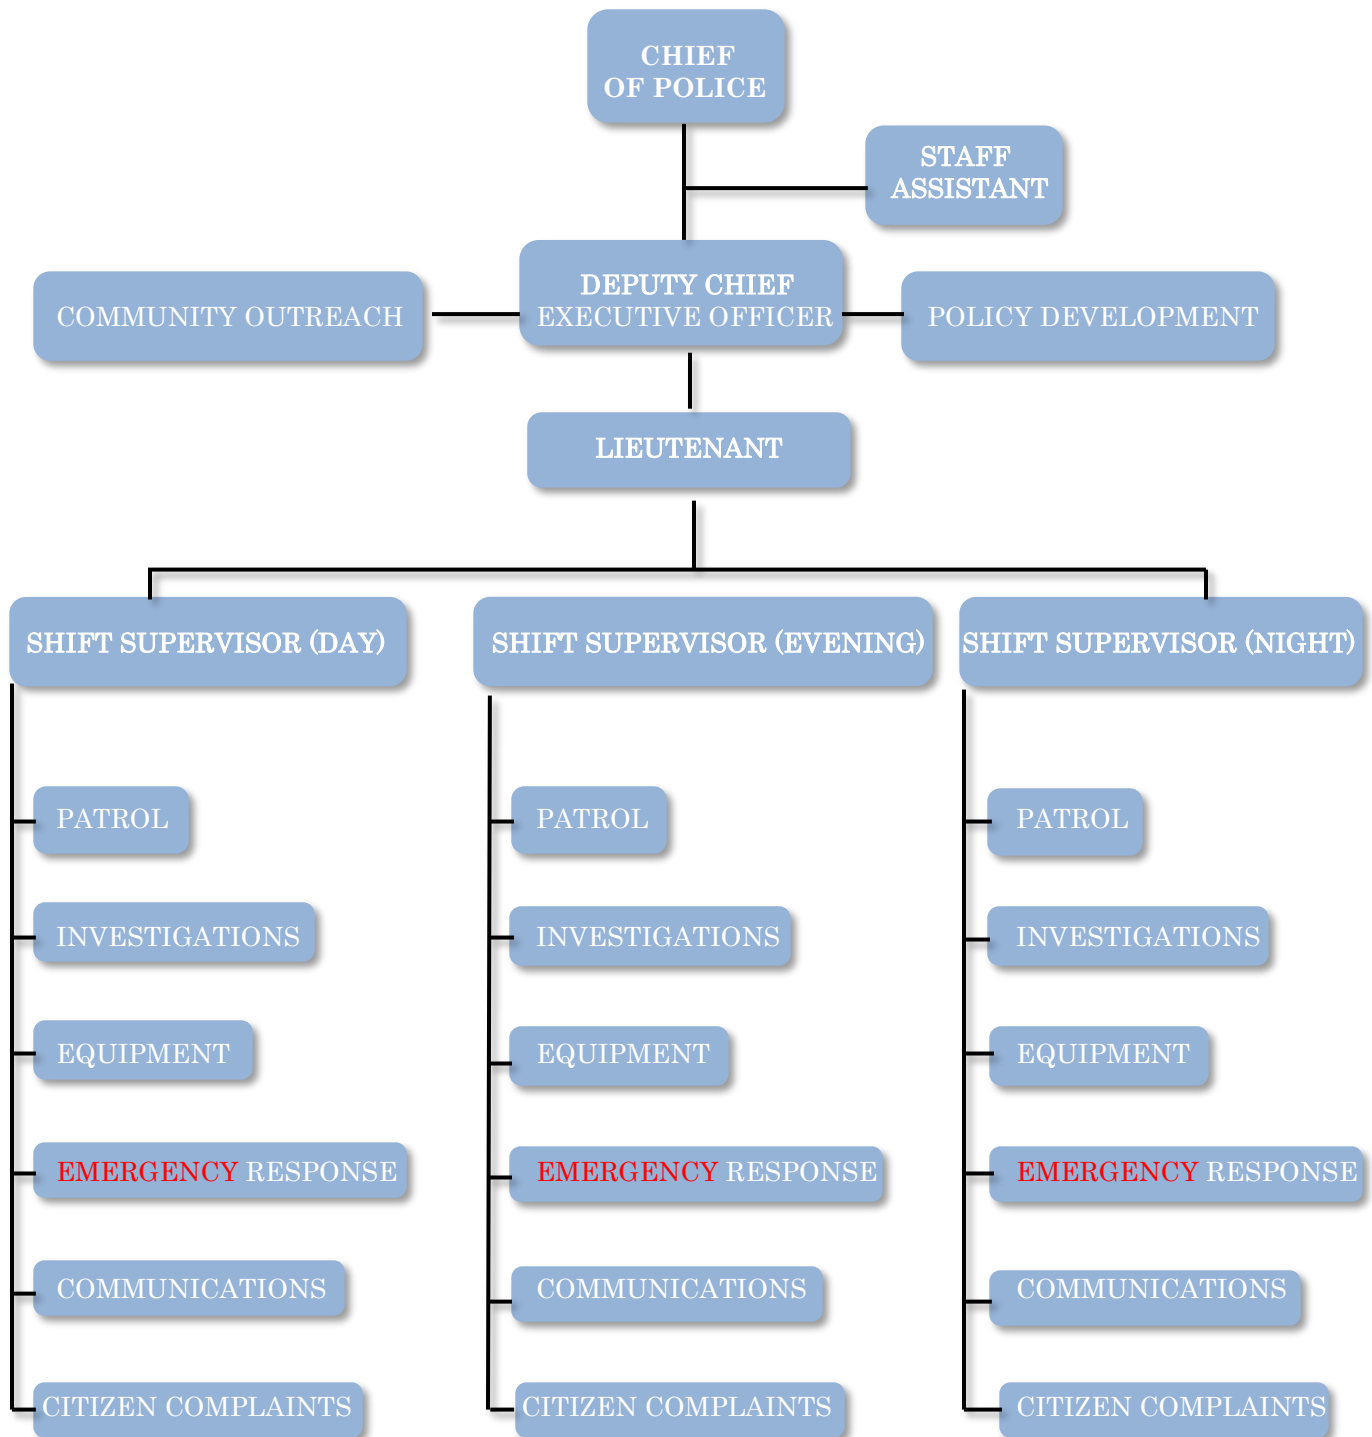 CHIEF
OF POLICE
STAFF
ASSISTANT
DEPUTY CHIEF
EXECUTIVE OFFICER
COMMUNITY OUTREACH
POLICY DEVELOPMENT
LIEUTENANT
SHIFT SUPERVISOR (DAY)
SHIFT SUPERVISOR (EVENING)
SHIFT SUPERVISOR (NIGHT)
PATROL
PATROL
PATROL
INVESTIGATIONS
INVESTIGATIONS
INVESTIGATIONS
EQUIPMENT
EQUIPMENT
EQUIPMENT
EMERGENCY RESPONSE
EMERGENCY RESPONSE
EMERGENCY RESPONSE
COMMUNICATIONS
COMMUNICATIONS
COMMUNICATIONS
CITIZEN COMPLAINTS
CITIZEN COMPLAINTS
CITIZEN COMPLAINTS